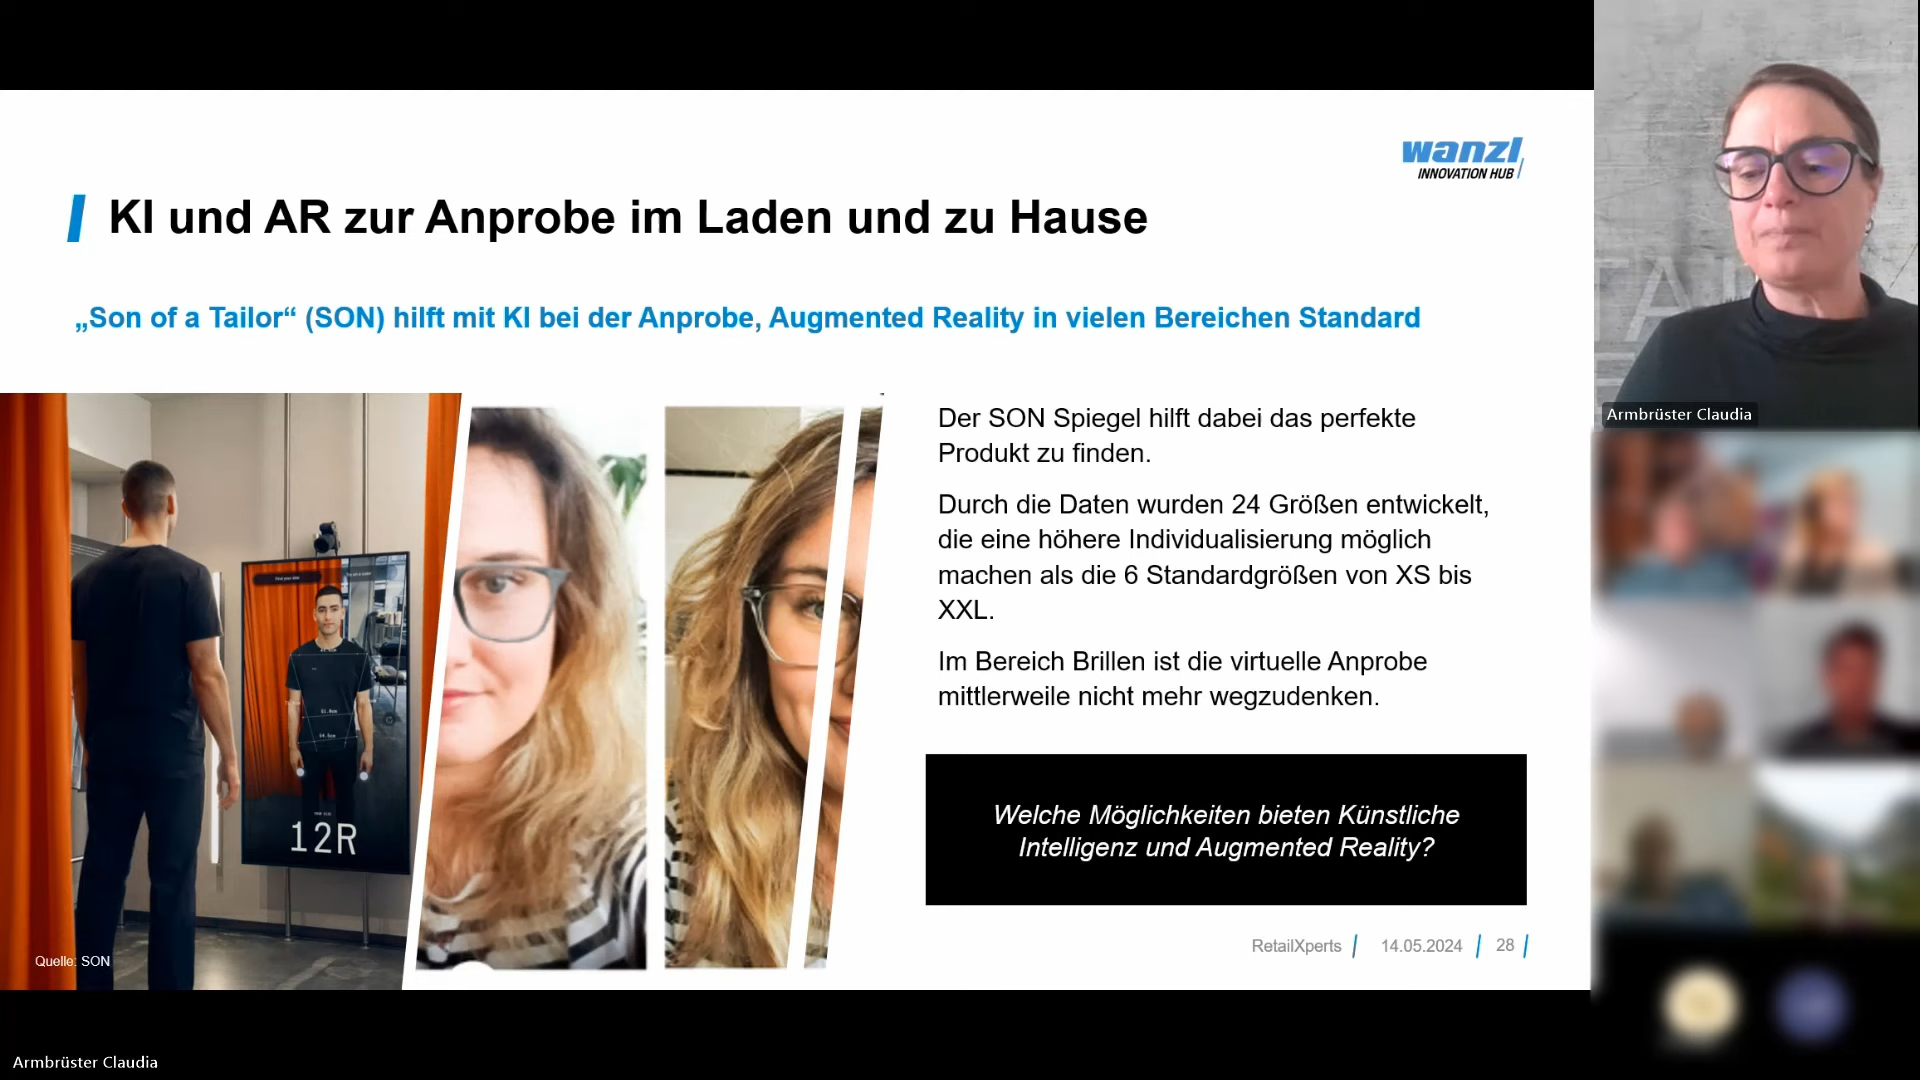 wanzl
INNOVATION HUB
KI und AR zur Anprobe im Laden und zu Hause
„Son of a Tailor“ (SON) hilft mit KI bei der Anprobe, Augmented Reality in vielen Bereichen Standard
Der SON Spiegel hilft dabei das perfekte
Produkt zu finden.
Durch die Daten wurden 24 Größen entwickelt,
die eine höhere Individualisierung möglich
machen als die 6 Standardgrößen von XS bis
XXL.
Im Bereich Brillen ist die virtuelle Anprobe
mittlerweile nicht mehr wegzudenken.
Welche Möglichkeiten bieten Künstliche
Intelligenz und Augmented Reality?
12R
Quelle: SON
RetailXperts
14.05.2024
28
Armbrüster Claudia
Armbrüster Claudia